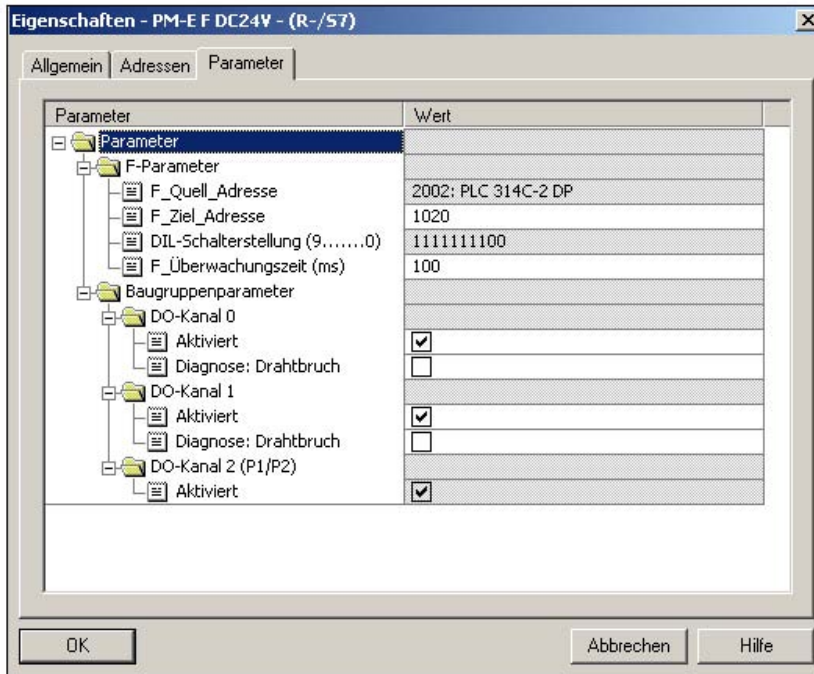 Eigenschaften - PM-E F DC24V - (R-/S7)
Allgemein Adressen Parameter
Parameter Wert
Parameter
F-Parameter
F_Quell_Adresse 2002: PLC 314C-2 DP
F_Ziel_Adresse 1020
DIL-Schalterstellung (9.......0) 1111111100
F_Überwachungszeit (ms) 100
Baugruppenparameter
DO-Kanal 0
Aktiviert
Diagnose: Drahtbruch
DO-Kanal 1
Aktiviert
Diagnose: Drahtbruch
DO-Kanal 2 (P1/P2)
Aktiviert
OK Abbrechen Hilfe